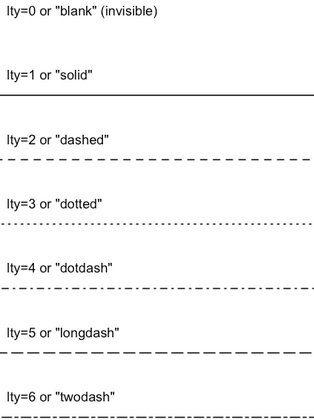 lty=0 or "blank" (invisible)
lty=1 or "solid"
lty=2 or "dashed"
lty=3 or "dotted"
lty=4 or "dotdash"
lty=5 or "longdash"
lty=6 or "twodash"